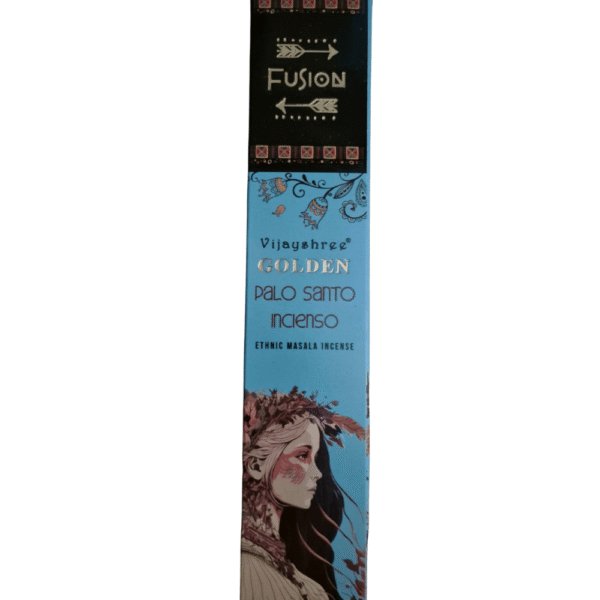 FUSION
Vijayshree®
GOLDEN
PALO SANTO
INCIENSO
ETHNIC MASALA INCENSE